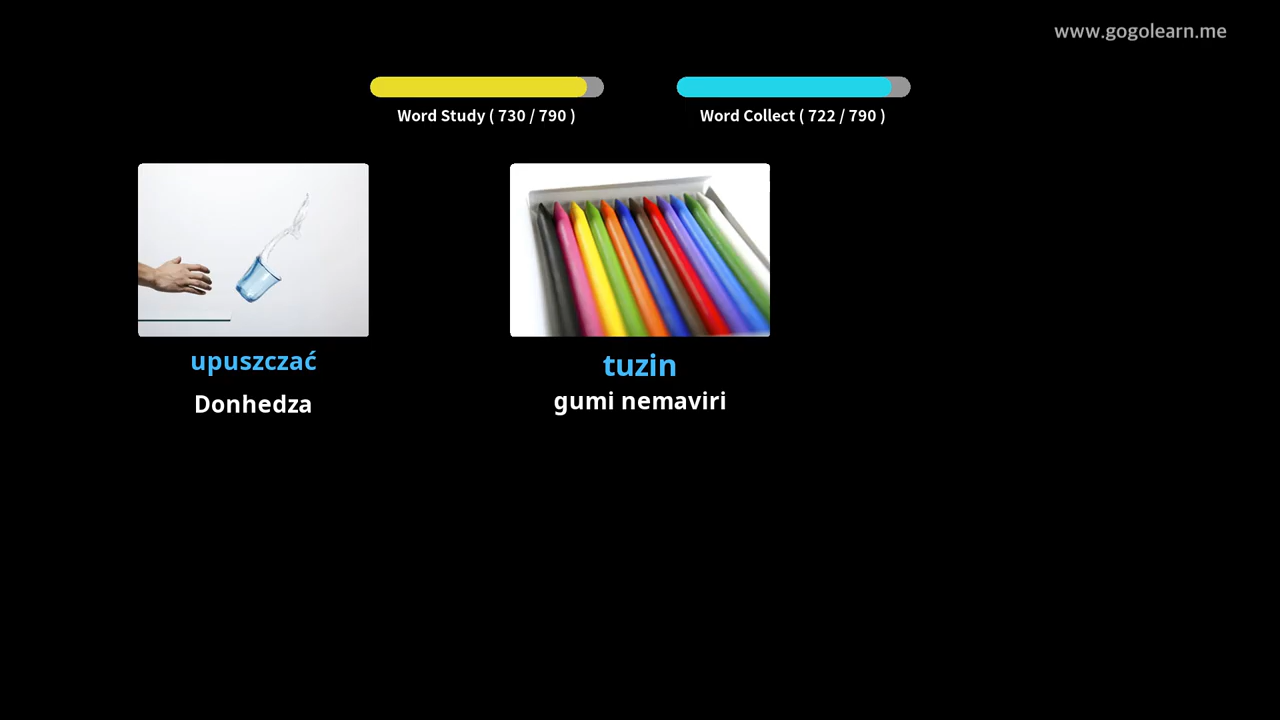 www.gogolearn.me
Word Study ( 730 / 790 )
Word Collect ( 722 / 790 )
upuszczać
Donhedza
tuzin
gumi nemaviri